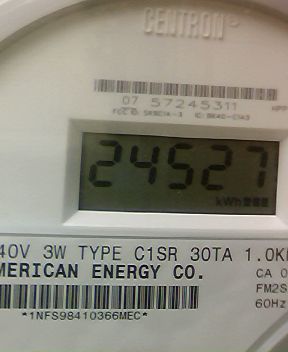 CENTRON
07 57245311
24527
kWh
40V 3W TYPE C1SR 30TA 1.0K
MERICAN ENERGY CO.
CA 0
FM2S
60Hz
*1NFS98410366MEC*